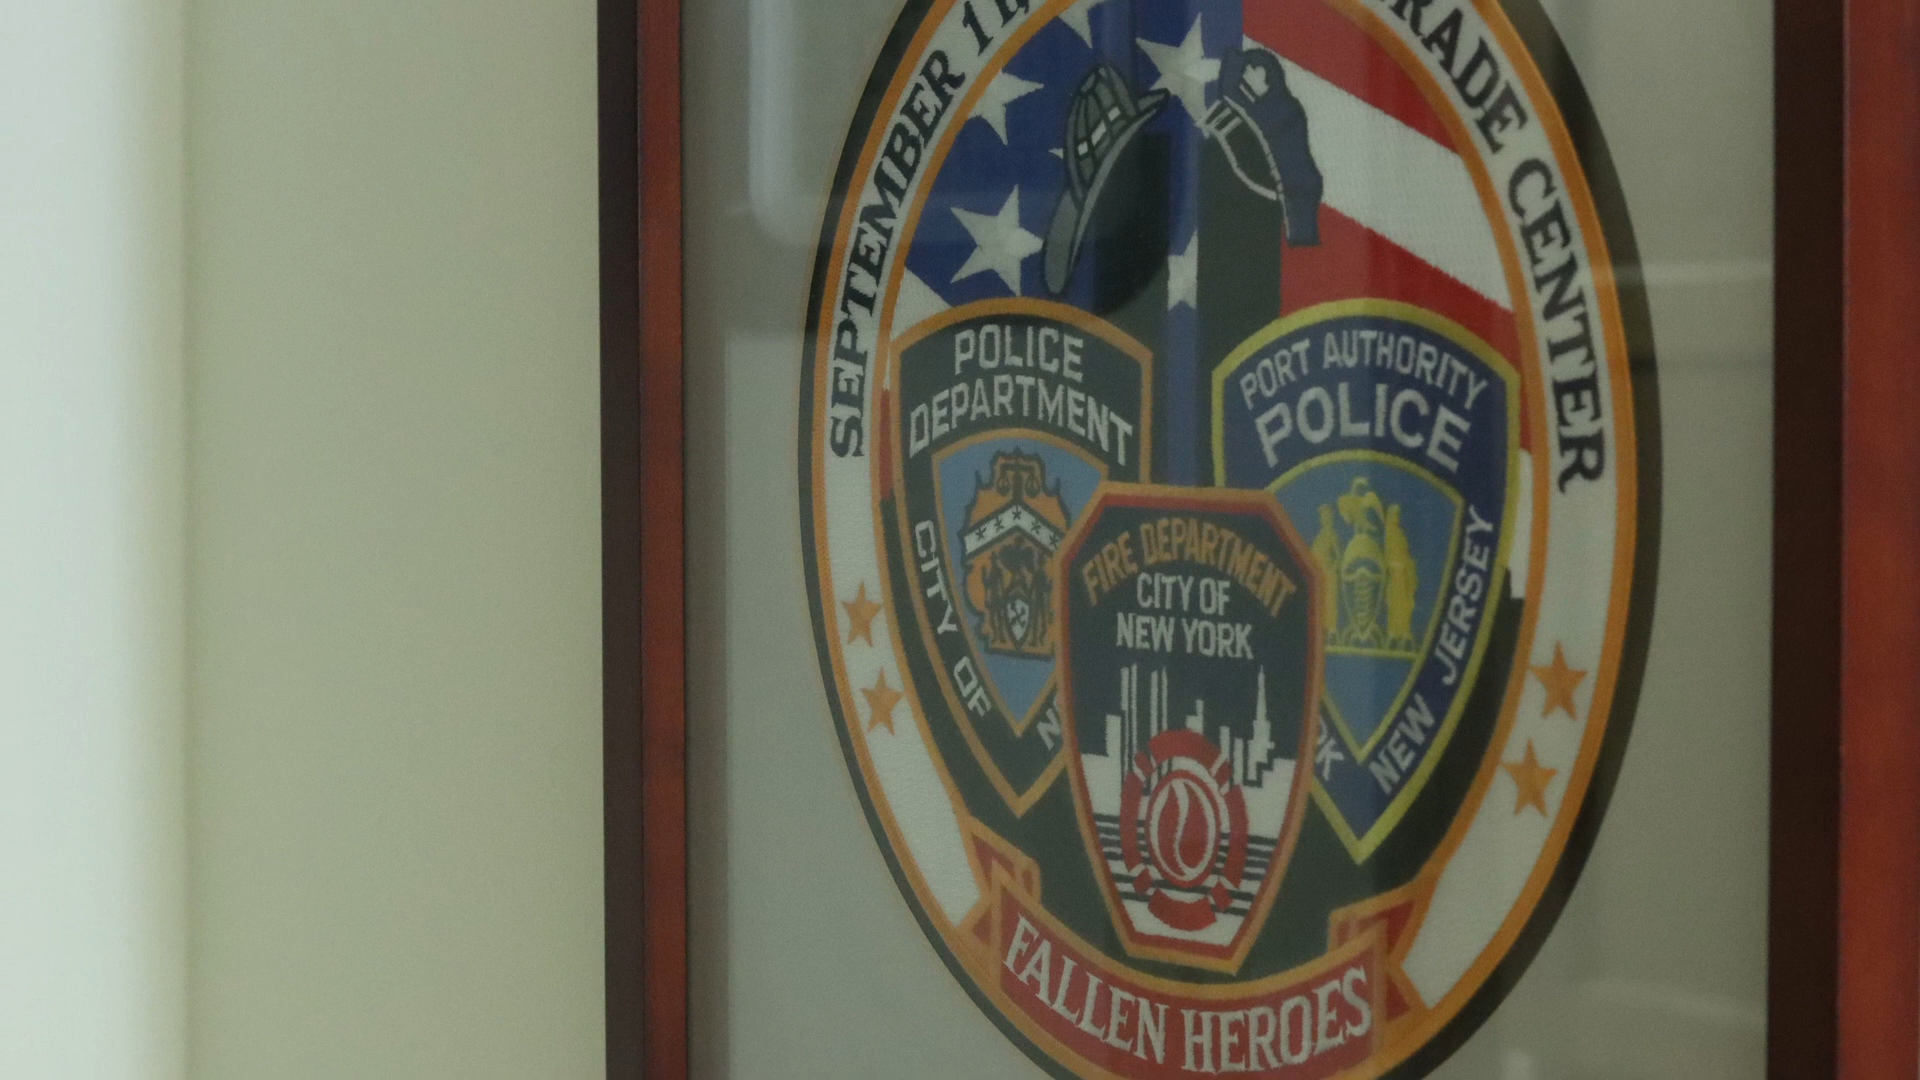 SEPTEMBER 11,
TRADE CENTER
POLICE
DEPARTMENT
CITY OF
PORT AUTHORITY
POLICE
NEW JERSEY
FIRE DEPARTMENT
CITY OF
NEW YORK
FALLEN HEROES